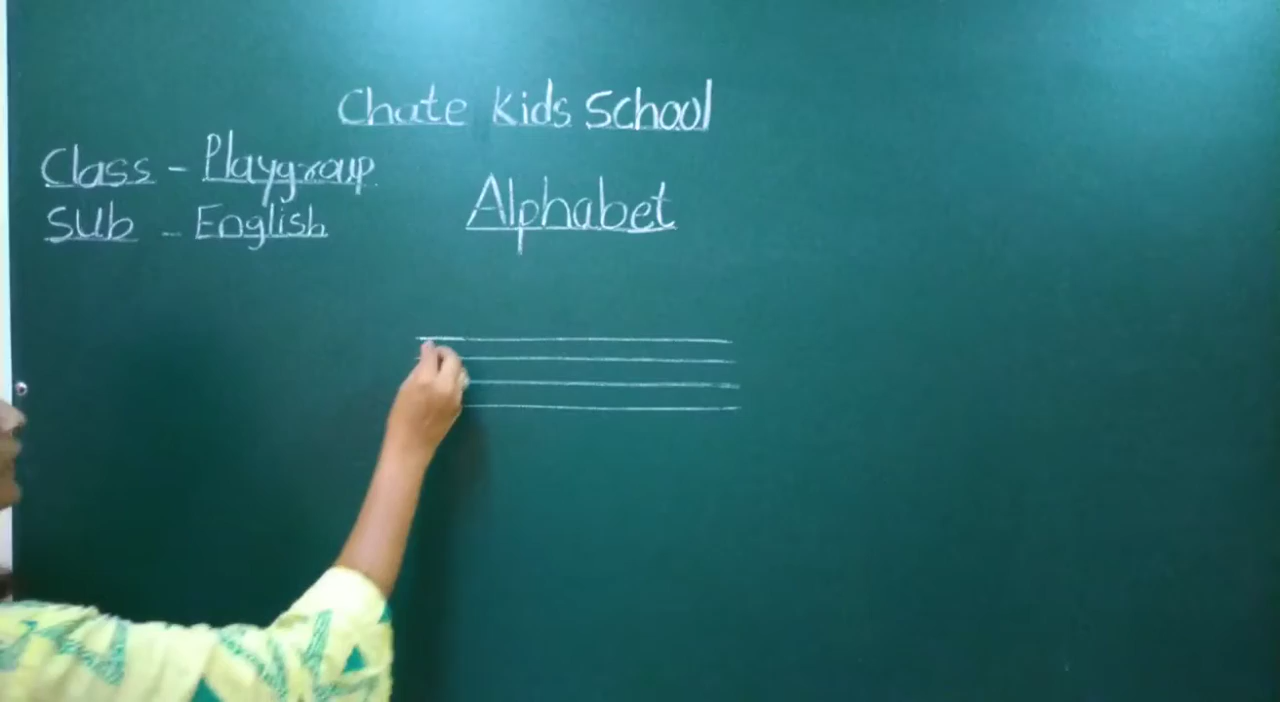 Chate Kids School
Class - Playgroup
Sub - English
Alphabet